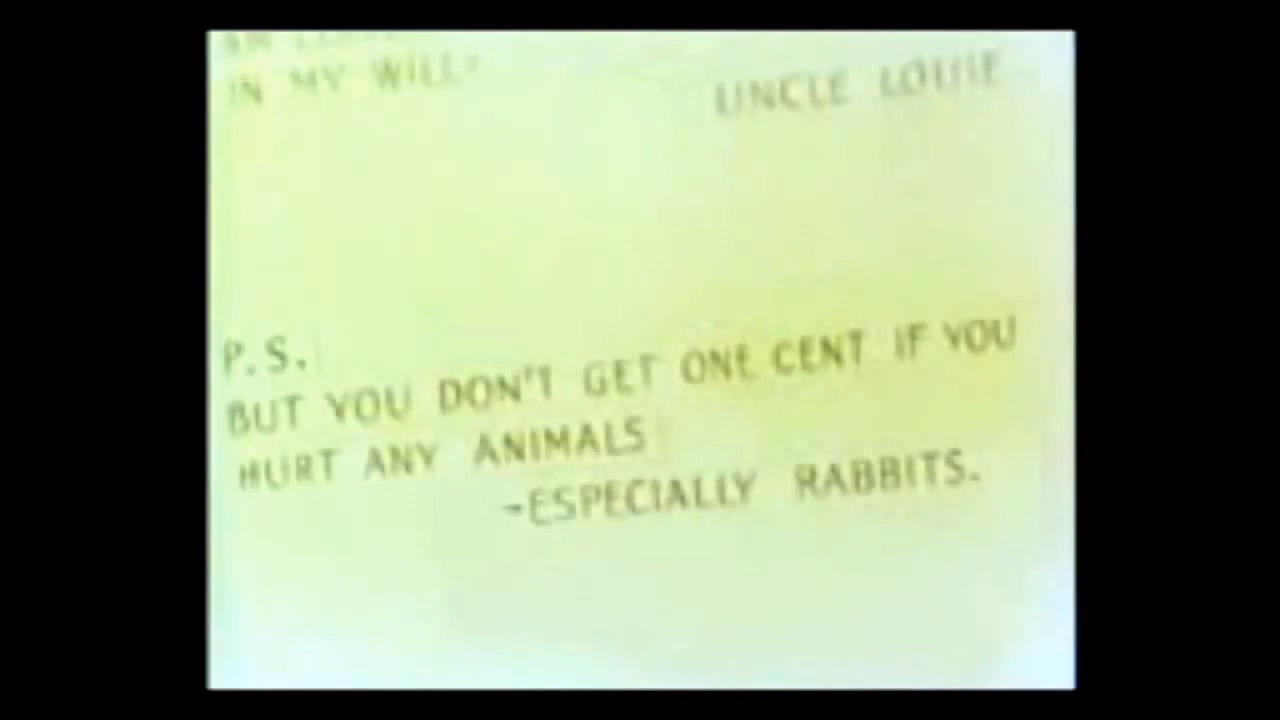 IN MY WILL.
UNCLE LOUIE
P.S.
BUT YOU DON'T GET ONE CENT IF YOU
HURT ANY ANIMALS
-ESPECIALLY RABBITS.